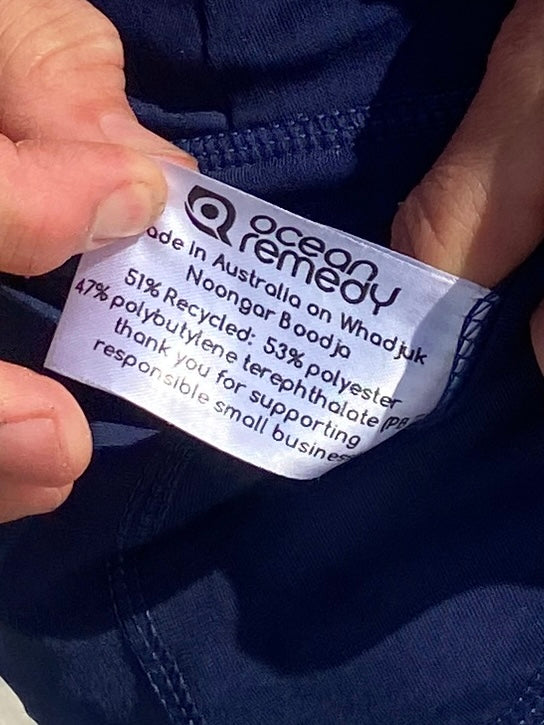 ocean
remedy
ade in Australia on Whadjuk
Noongar Boodja
51% Recycled: 53% polyester
47% polybutylene terephthalate (PB
thank you for supporting
responsible small busines